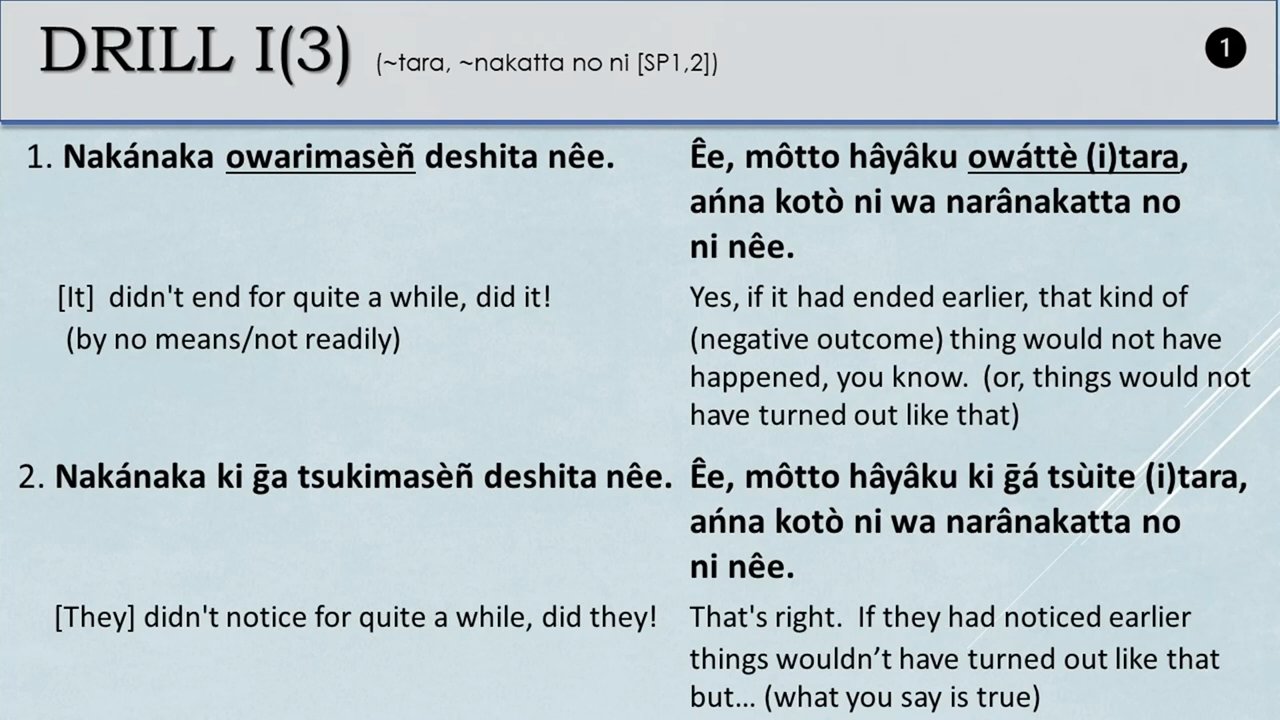 DRILL I(3) (~tara, ~nakatta no ni [SP1,2])
1
1. Nakánaka owarimasèñ deshita nêe.
Êe, môtto hâyâku owáttè (i)tara,
ańna kotò ni wa narânakatta no
ni nêe.
[It] didn't end for quite a while, did it!
(by no means/not readily)
Yes, if it had ended earlier, that kind of
(negative outcome) thing would not have
happened, you know. (or, things would not
have turned out like that)
2. Nakánaka ki ḡa tsukimasèñ deshita nêe.
Êe, môtto hâyâku ki ḡá tsùite (i)tara,
ańna kotò ni wa narânakatta no
ni nêe.
[They] didn't notice for quite a while, did they!
That's right. If they had noticed earlier
things wouldn’t have turned out like that
but… (what you say is true)